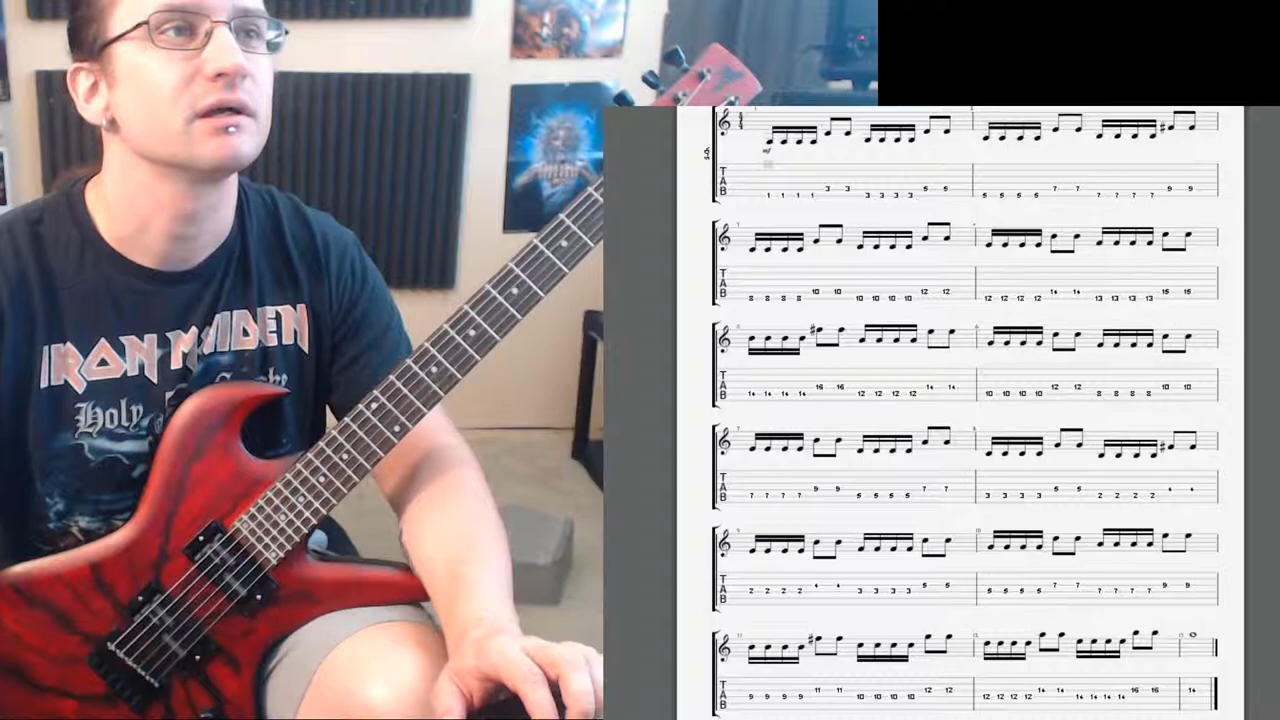 IRON MAIDEN
Holy Smoke
mf
s.g.
T
A
B
1 1 1 1 3 3 3 3 3 3 5 5 5 5 5 5 7 7 7 7 7 7 9 9
T
A
B
8 8 8 8 10 10 10 10 10 10 12 12 12 12 12 12 14 14 13 13 13 13 15 15
T
A
B
14 14 14 14 16 16 12 12 12 12 14 14 10 10 10 10 12 12 8 8 8 8 10 10
T
A
B
7 7 7 7 9 9 5 5 5 5 7 7 3 3 3 3 5 5 2 2 2 2 4 4
T
A
B
2 2 2 2 4 4 3 3 3 3 5 5 5 5 5 5 7 7 7 7 7 7 9 9
T
A
B
9 9 9 9 11 11 10 10 10 10 12 12 12 12 12 12 14 14 14 14 14 14 16 16 14